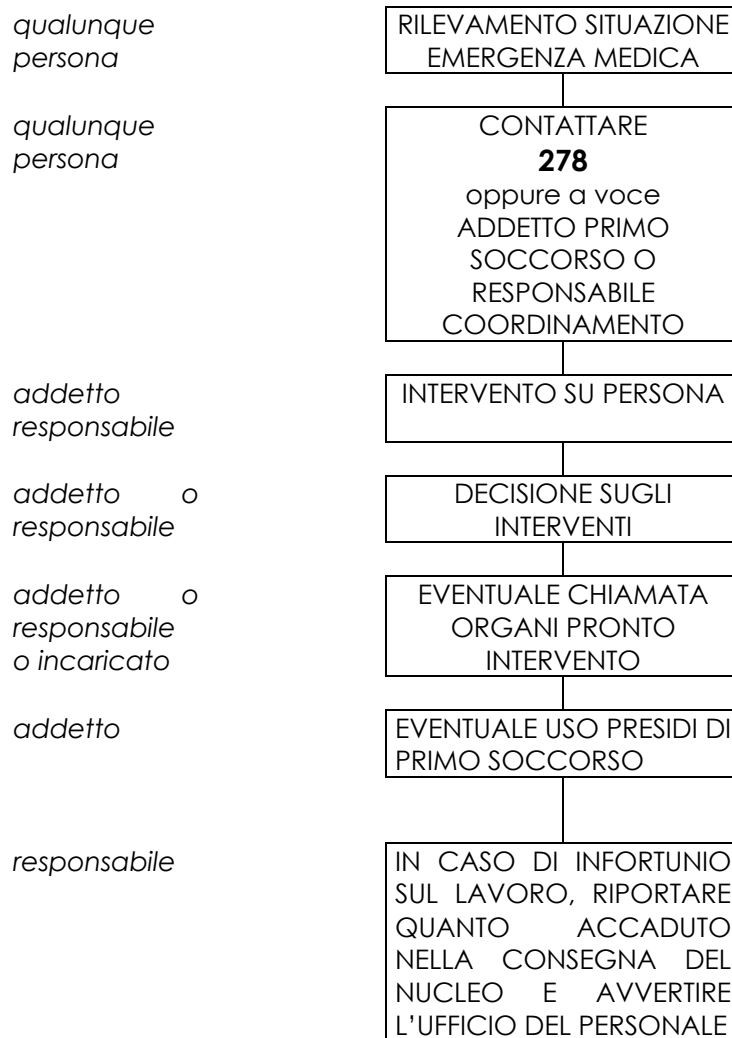 qualunque
persona
RILEVAMENTO SITUAZIONE
EMERGENZA MEDICA
qualunque
persona
CONTATTARE
278
oppure a voce
ADDETTO PRIMO
SOCCORSO O
RESPONSABILE
COORDINAMENTO
addetto
responsabile
INTERVENTO SU PERSONA
addetto o
responsabile
DECISIONE SUGLI
INTERVENTI
addetto o
responsabile
o incaricato
EVENTUALE CHIAMATA
ORGANI PRONTO
INTERVENTO
addetto
EVENTUALE USO PRESIDI DI
PRIMO SOCCORSO
responsabile
IN CASO DI INFORTUNIO
SUL LAVORO, RIPORTARE
QUANTO ACCADUTO
NELLA CONSEGNA DEL
NUCLEO E AVVERTIRE
L'UFFICIO DEL PERSONALE